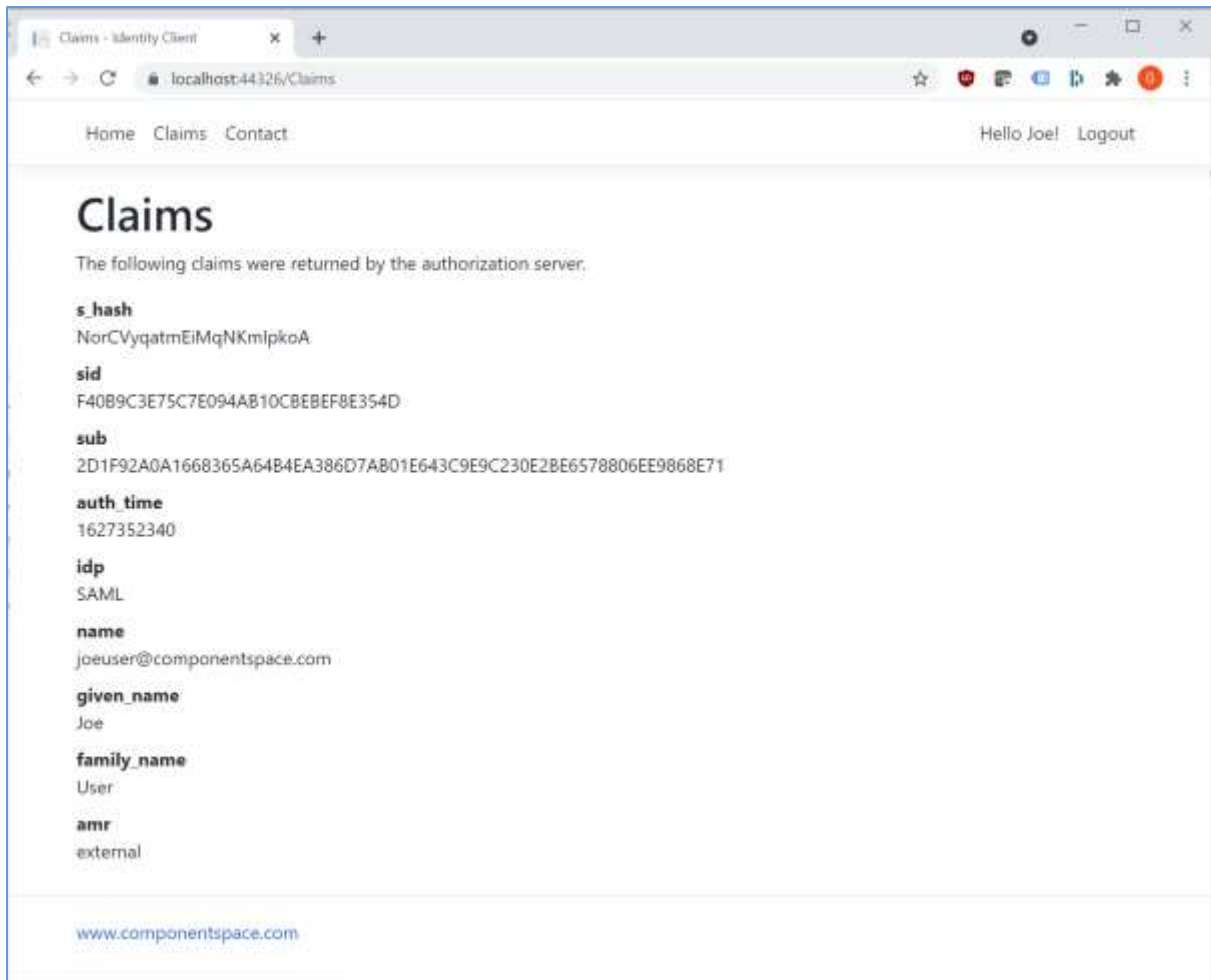 Claims - Identity Client
localhost:44326/Claims
Home Claims Contact
Hello Joe! Logout
Claims
The following claims were returned by the authorization server.
s_hash
NorCVyqatmEiMqNKmIpkoA
sid
F40B9C3E75C7E094AB10CBEBEF8E354D
sub
2D1F92A0A1668365A64B4EA386D7AB01E643C9E9C230E2BE6578806EE9868E71
auth_time
1627352340
idp
SAML
name
joeuser@componentspace.com
given_name
Joe
family_name
User
amr
external
www.componentspace.com